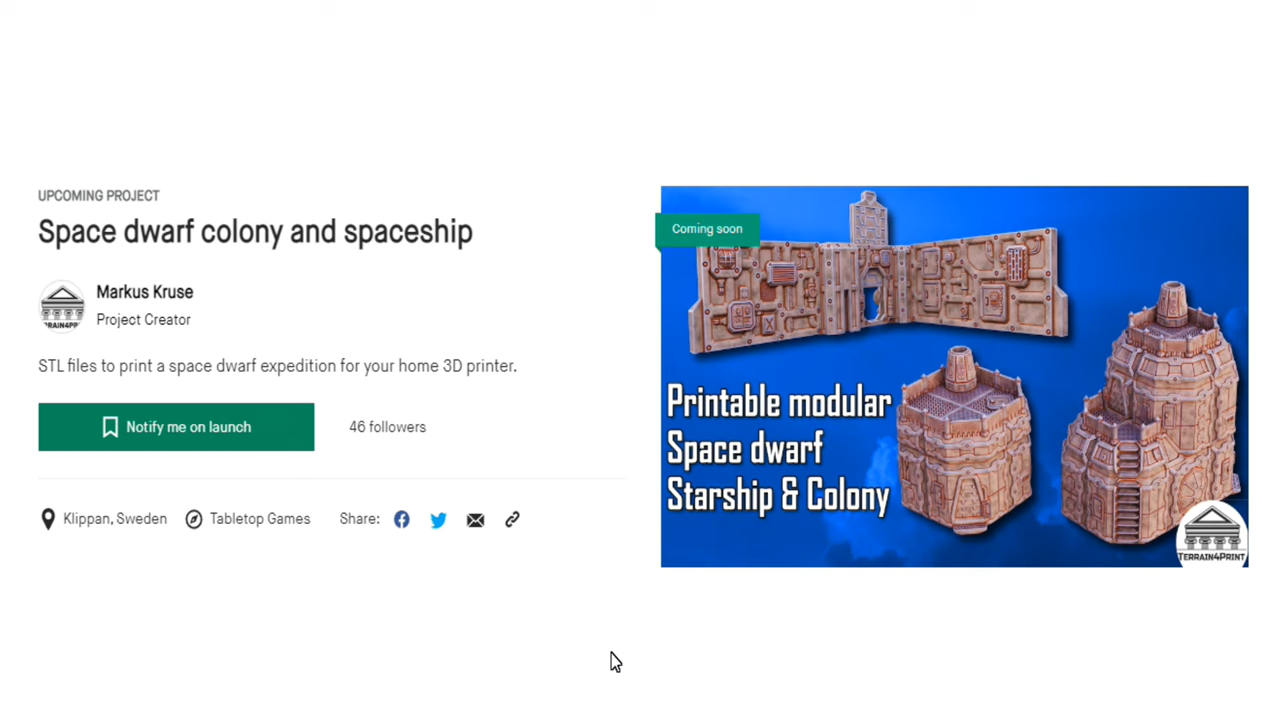 UPCOMING PROJECT
Space dwarf colony and spaceship
Markus Kruse
Project Creator
STL files to print a space dwarf expedition for your home 3D printer.
Notify me on launch
46 followers
Klippan, Sweden
Tabletop Games
Share:
Coming soon
Printable modular
Space dwarf
Starship & Colony
TERRAIN4PRINT